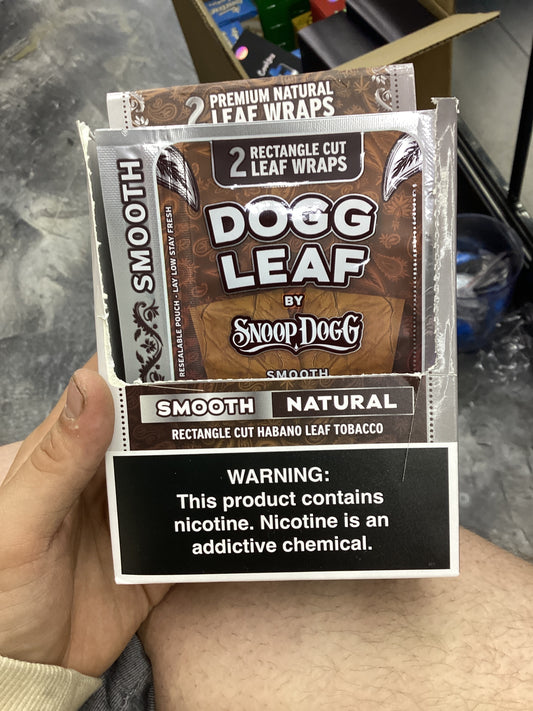 2 PREMIUM NATURAL
LEAF WRAPS
2 RECTANGLE CUT
LEAF WRAPS
SMOOTH
RESEALABLE POUCH - LAY LOW STAY FRESH
DOGG
LEAF
BY
SNOOP DOGG
SMOOTH
SMOOTH NATURAL
RECTANGLE CUT HABANO LEAF TOBACCO
WARNING:
This product contains
nicotine. Nicotine is an
addictive chemical.